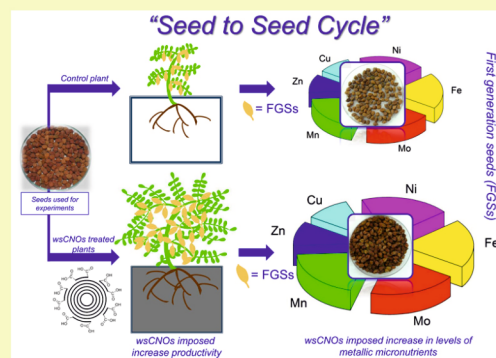 “Seed to Seed Cycle”
Control plant
Seeds used for
experiments
wsCNOs treated
plants
= FGSs
= FGSs
wsCNOs imposed
increase productivity
Cu
Ni
Zn
Fe
Mn
Mo
Cu
Ni
Zn
Fe
Mn
Mo
wsCNOs imposed increase in levels of
metallic micronutrients
First generation seeds (FGSs)